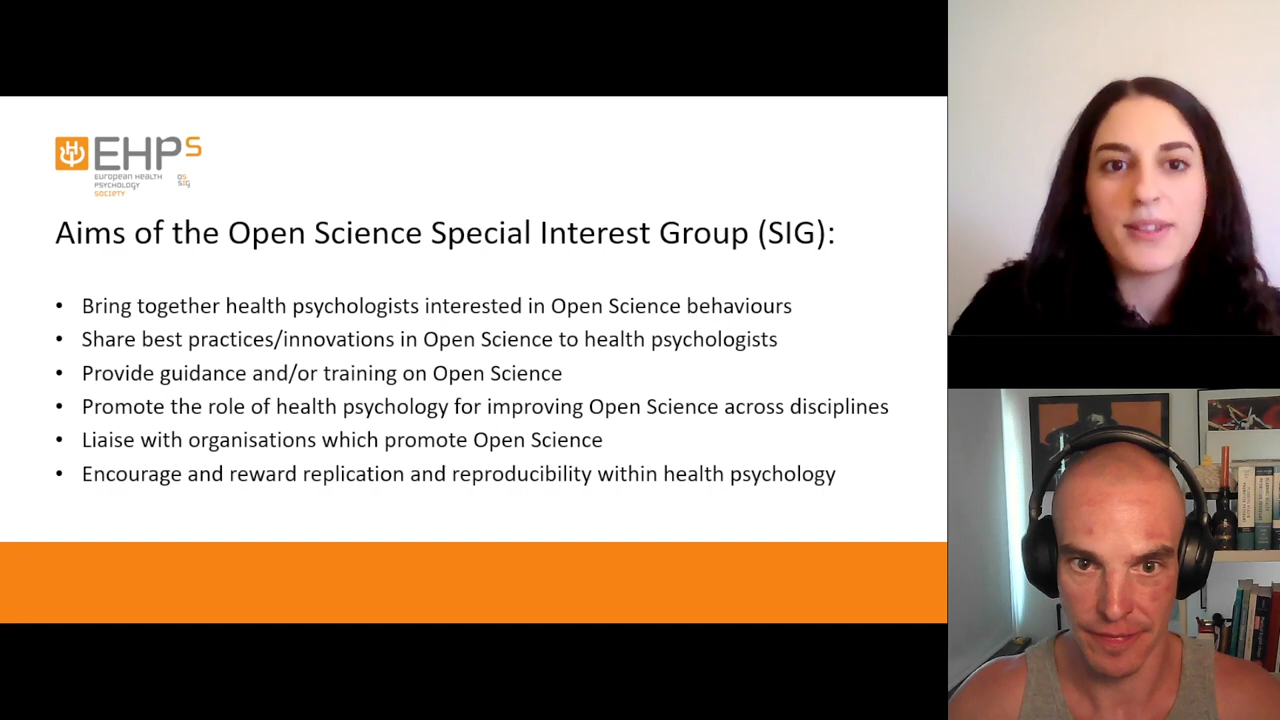 EHPS
EUROPEAN HEALTH
PSYCHOLOGY
SOCIETY
OS
SIG
Aims of the Open Science Special Interest Group (SIG):
• Bring together health psychologists interested in Open Science behaviours
• Share best practices/innovations in Open Science to health psychologists
• Provide guidance and/or training on Open Science
• Promote the role of health psychology for improving Open Science across disciplines
• Liaise with organisations which promote Open Science
• Encourage and reward replication and reproducibility within health psychology